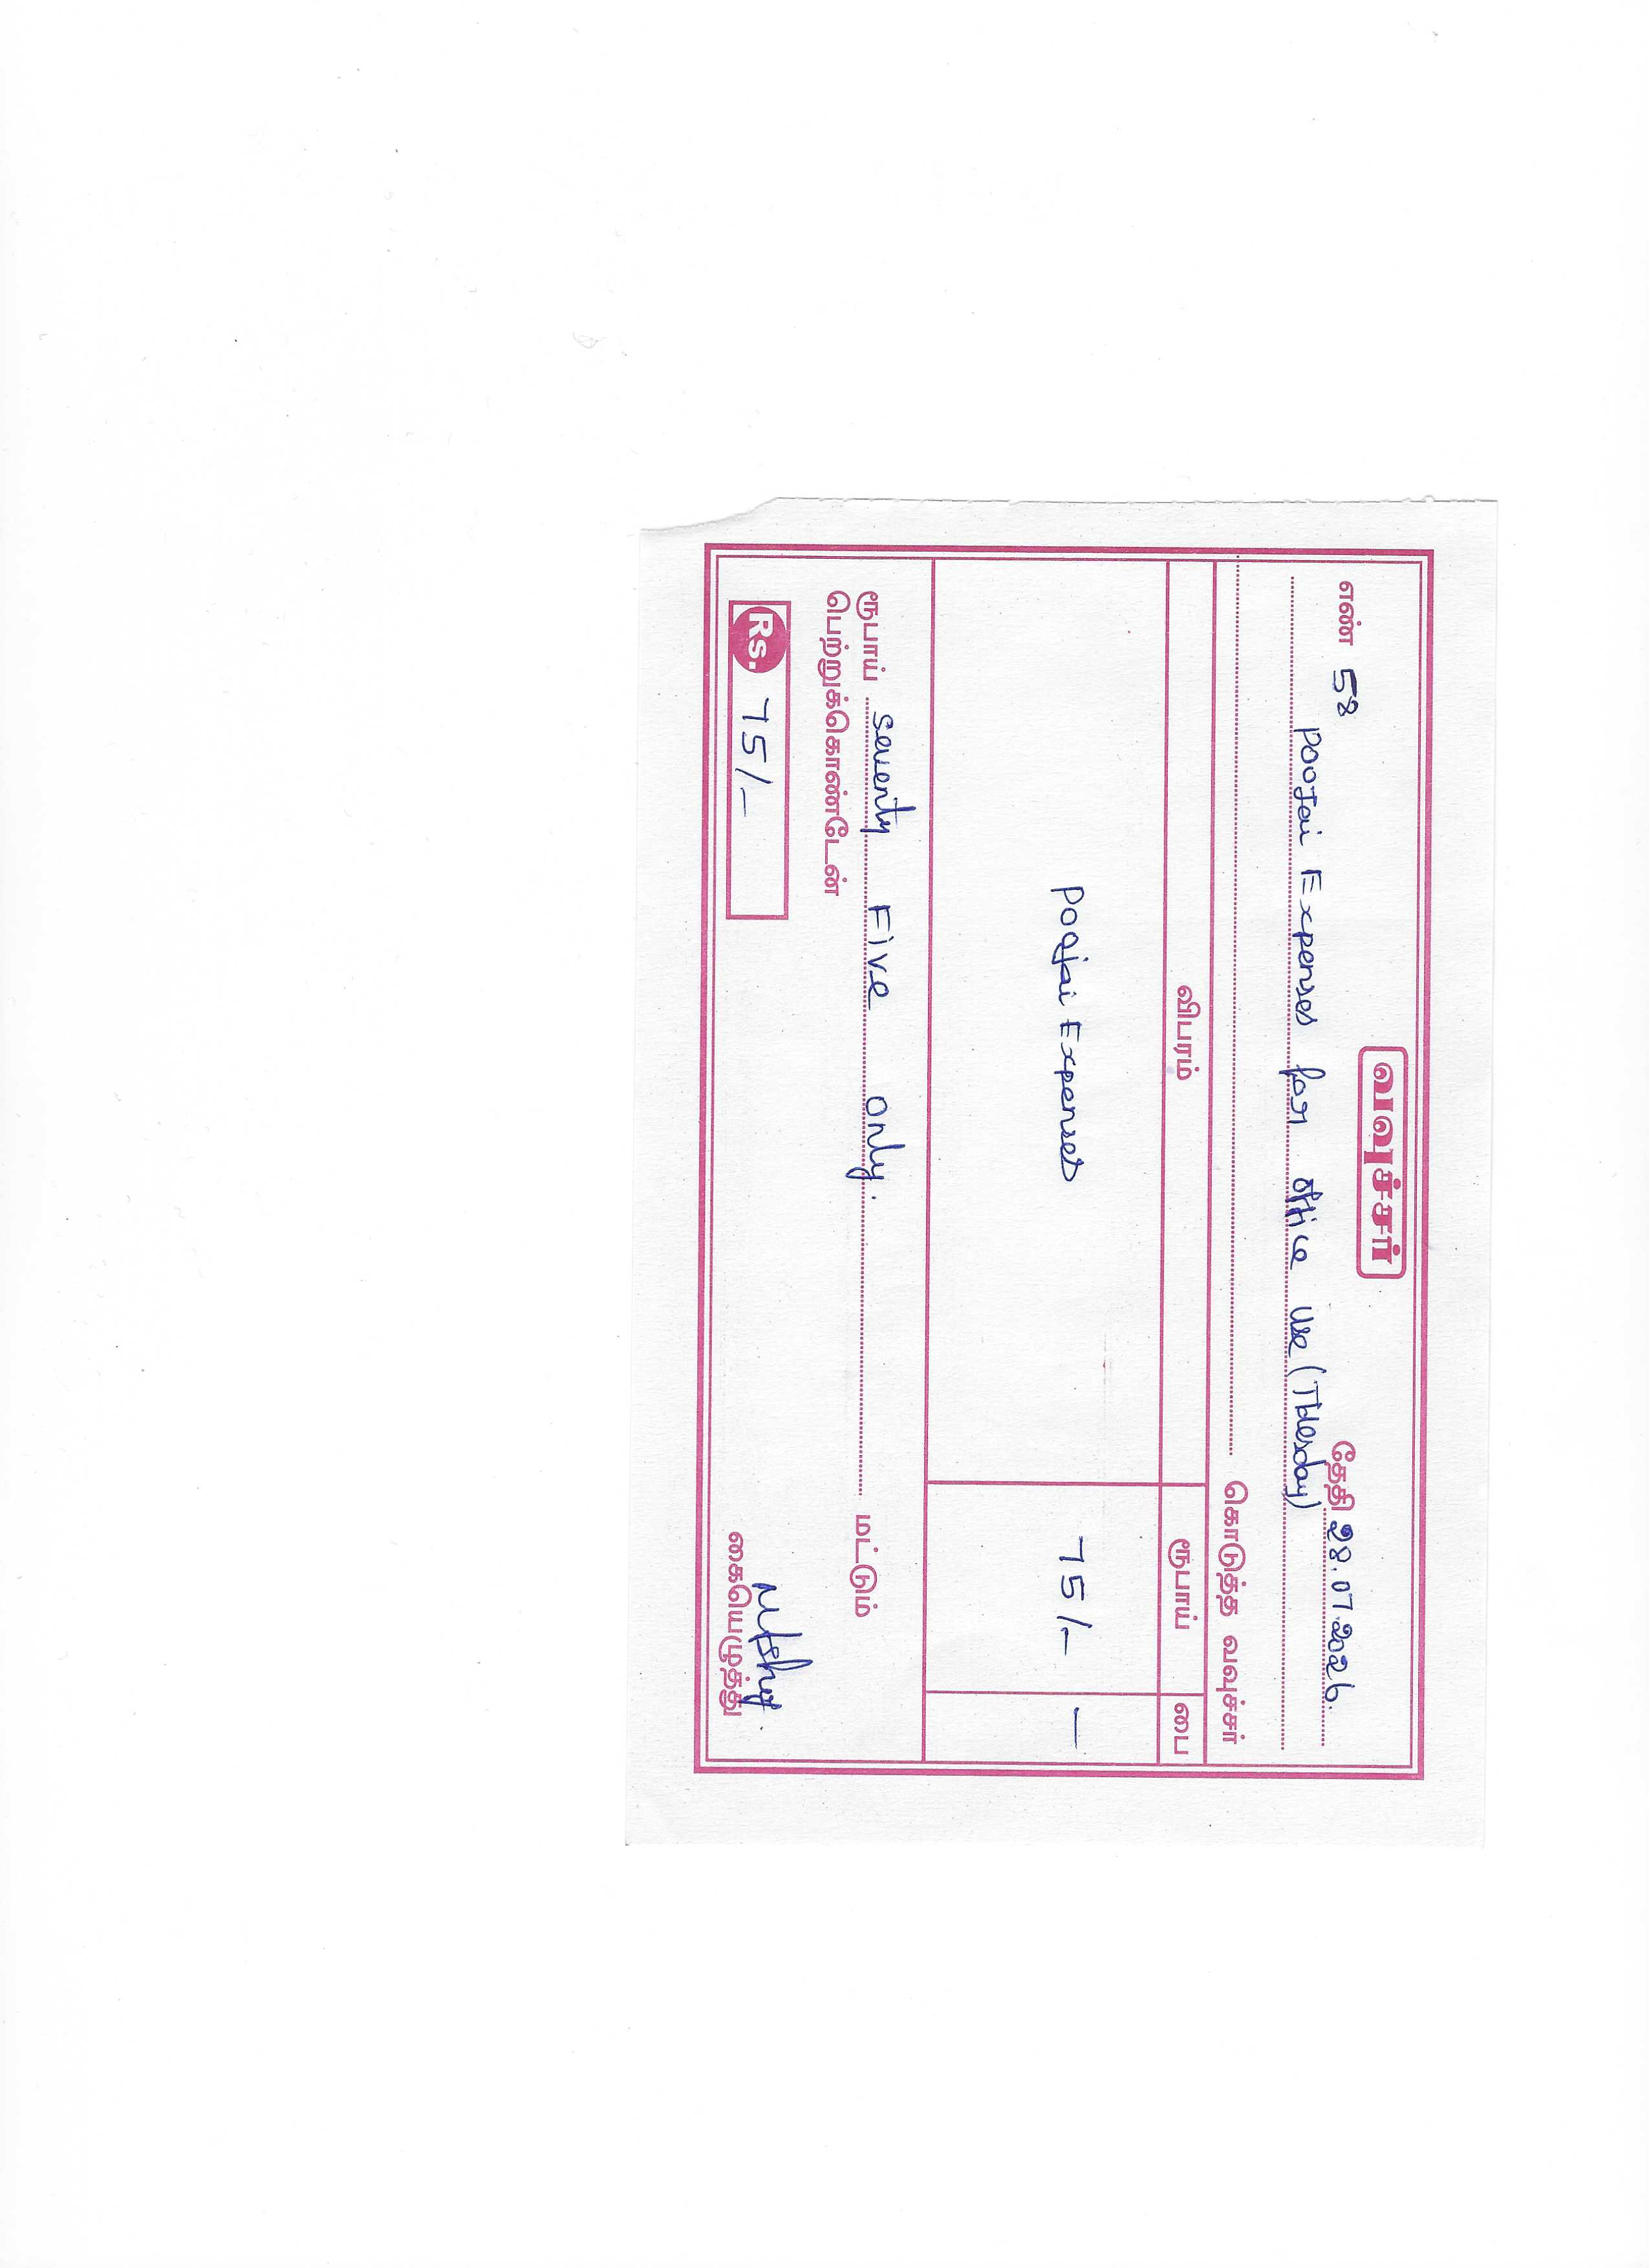 வவுச்சர்
எண் 58 தேதி 28.07.2026.
Poojai Expenses for office use (Tuesday)
கொடுத்த வவுச்சர்
விபரம் ரூபாய் பை
Poojai Expenses 75/- —
ரூபாய் Seventy Five only. மட்டும்
பெற்றுக்கொண்டேன்
Rs. 75/-
கையெழுத்து